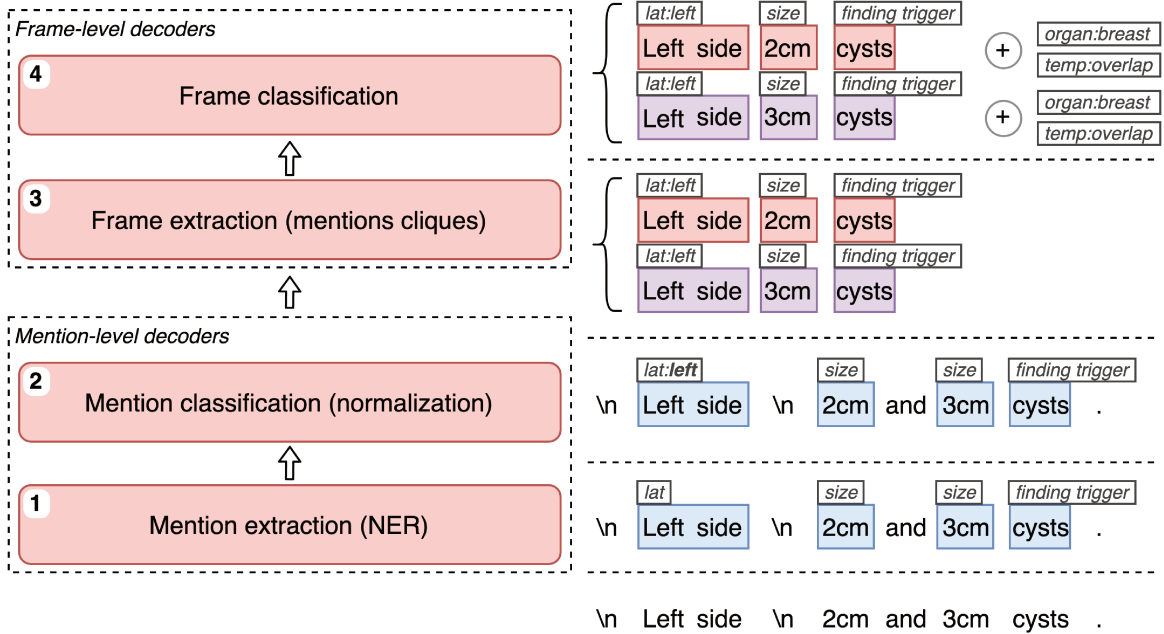 Frame-level decoders
4
Frame classification
3
Frame extraction (mentions cliques)
Mention-level decoders
2
Mention classification (normalization)
1
Mention extraction (NER)
lat:left size finding trigger
Left side 2cm cysts + organ:breast temp:overlap
lat:left size finding trigger
Left side 3cm cysts + organ:breast temp:overlap
lat:left size finding trigger
Left side 2cm cysts
lat:left size finding trigger
Left side 3cm cysts
lat:left size size finding trigger
\n Left side \n 2cm and 3cm cysts .
lat size size finding trigger
\n Left side \n 2cm and 3cm cysts .
\n Left side \n 2cm and 3cm cysts .